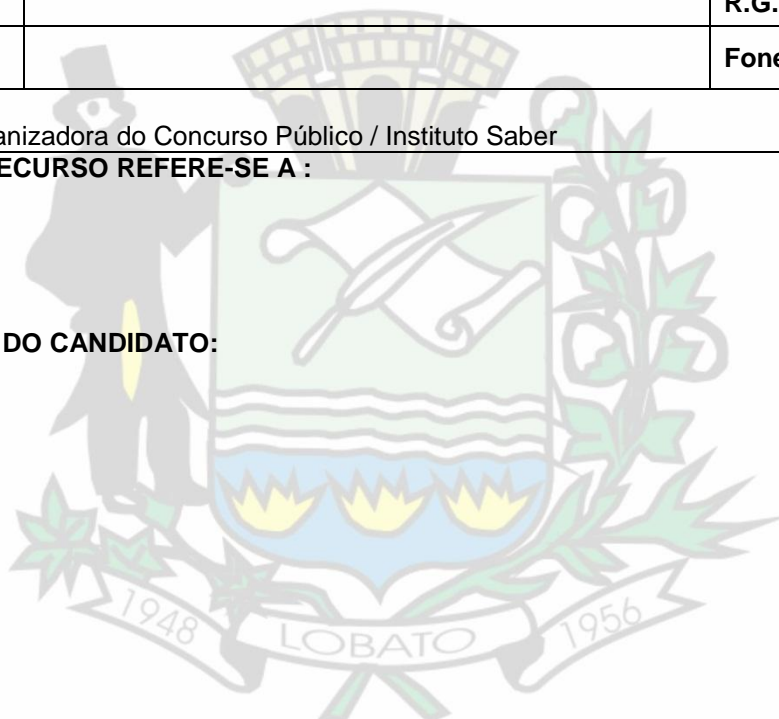 R.G.
Fone
anizadora do Concurso Público / Instituto Saber
ECURSO REFERE-SE A :
DO CANDIDATO:
1948
LOBATO
1956